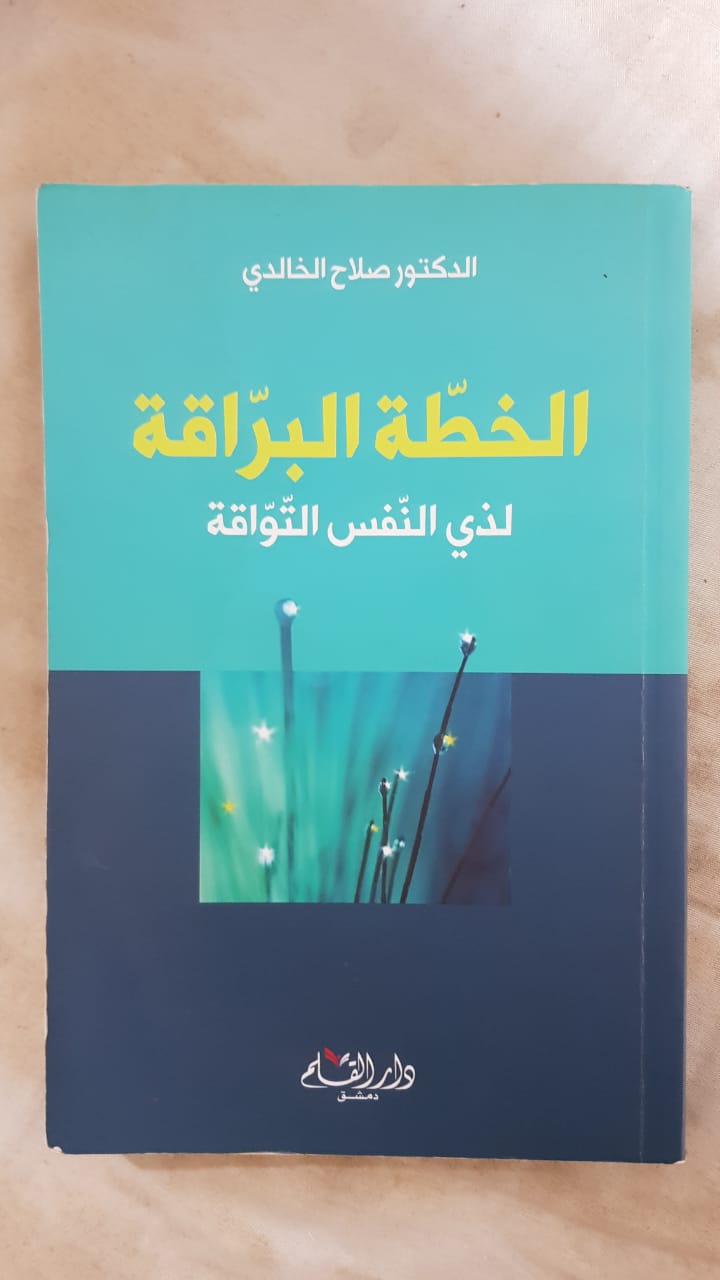 الدكتور صلاح الخالدي
الخطّة البرّاقة
لذي النّفس التّوّاقة
دار القلم
دمشق